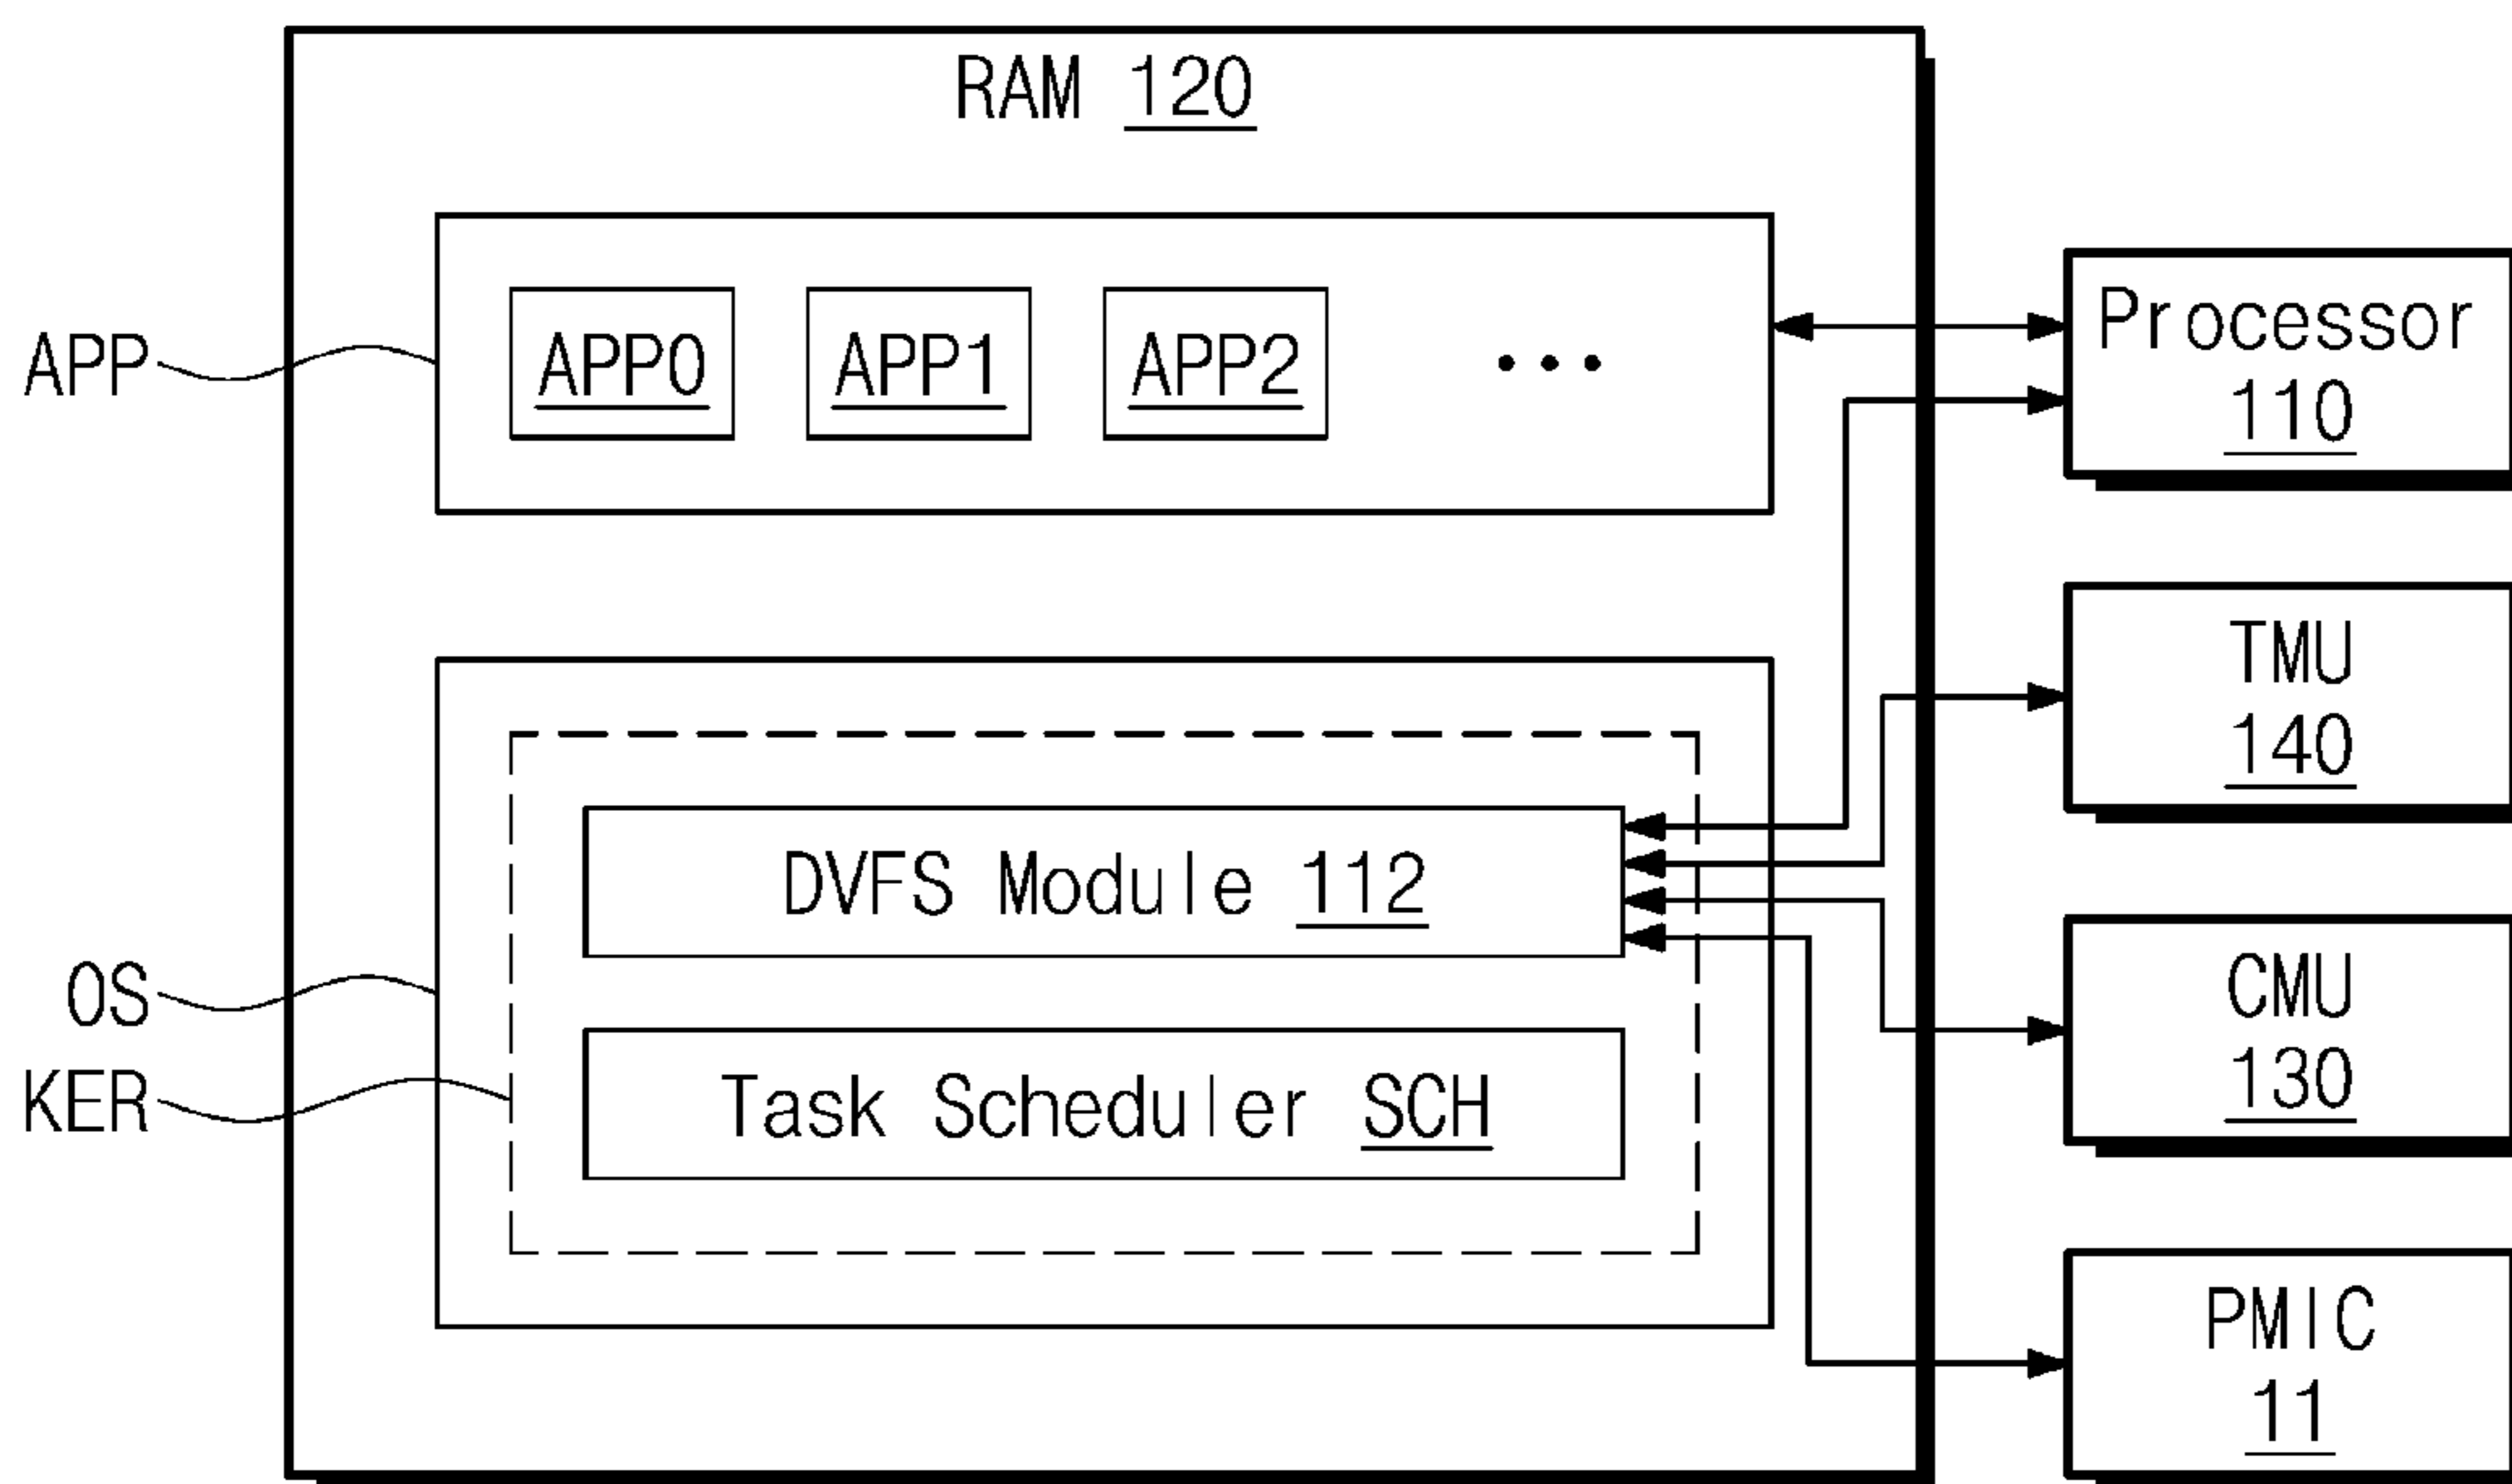 RAM 120
APP
APP0
APP1
APP2
...
Processor
110
TMU
140
OS
KER
DVFS Module 112
Task Scheduler SCH
CMU
130
PMIC
11